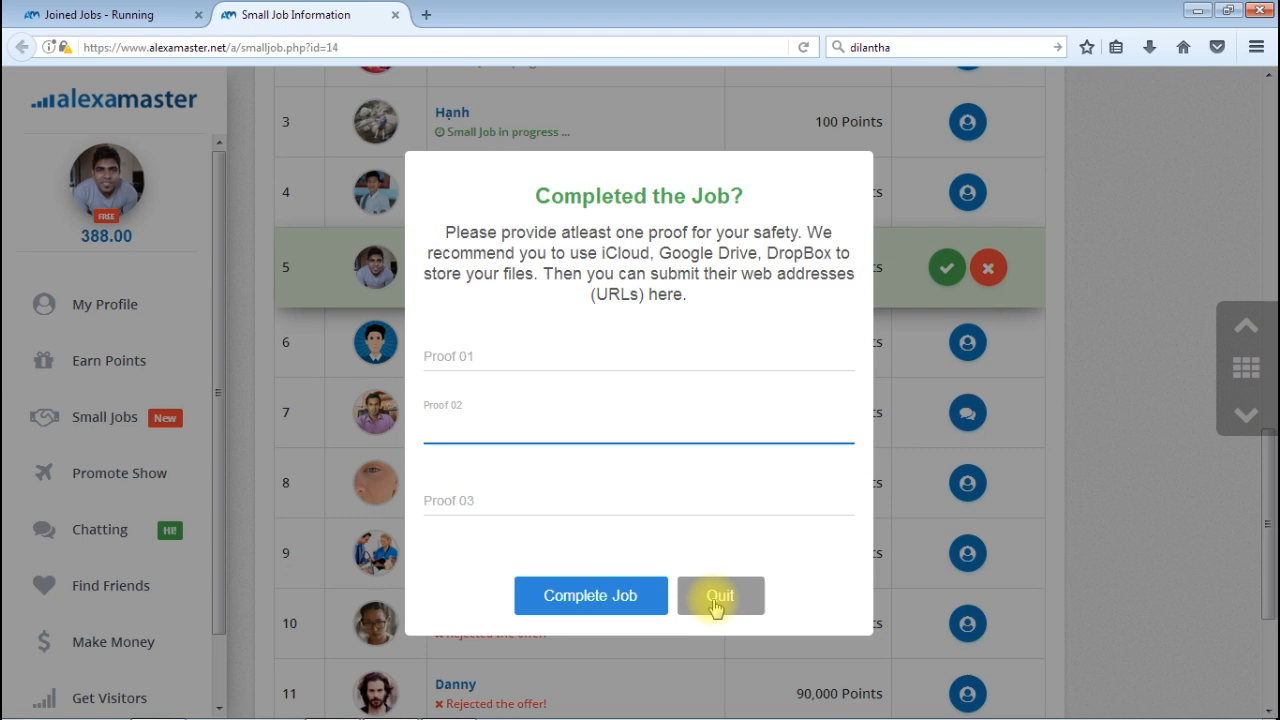 Joined Jobs - Running
Small Job Information
https://www.alexamaster.net/a/smalljob.php?id=14
dilantha
alexamaster
FREE
388.00
My Profile
Earn Points
Small Jobs New
Promote Show
Chatting HI!
Find Friends
Make Money
Get Visitors
3 Hạnh 100 Points
Small Job in progress ...
4
5
6
7
8
9
10
Rejected the offer!
11 Danny 90,000 Points
Rejected the offer!
Completed the Job?
Please provide atleast one proof for your safety. We
recommend you to use iCloud, Google Drive, DropBox to
store your files. Then you can submit their web addresses
(URLs) here.
Proof 01
Proof 02
Proof 03
Complete Job
Quit